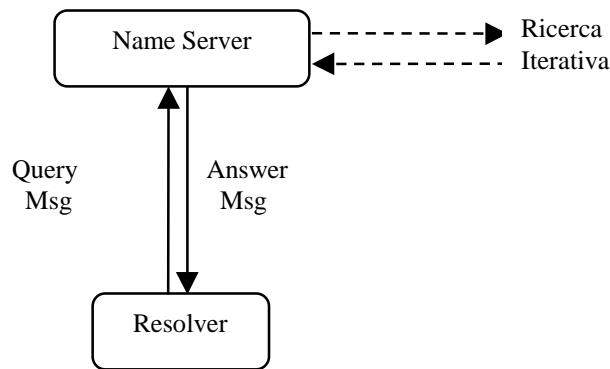 Name Server
Ricerca
Iterativa
Query
Msg
Answer
Msg
Resolver